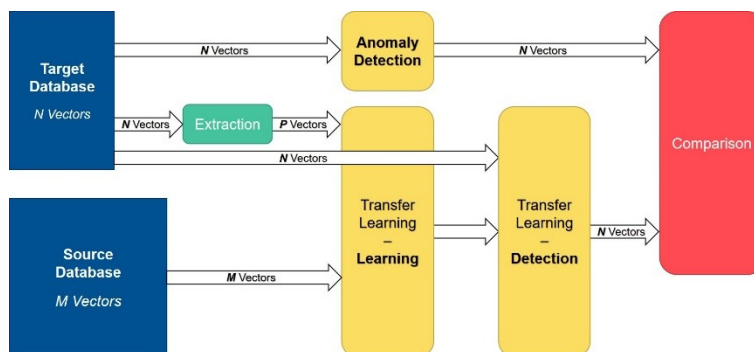 Target
Database
N Vectors
N Vectors
Anomaly
Detection
N Vectors
N Vectors
Extraction
P Vectors
N Vectors
Comparison
Transfer
Learning
–
Learning
Transfer
Learning
–
Detection
N Vectors
Source
Database
M Vectors
M Vectors